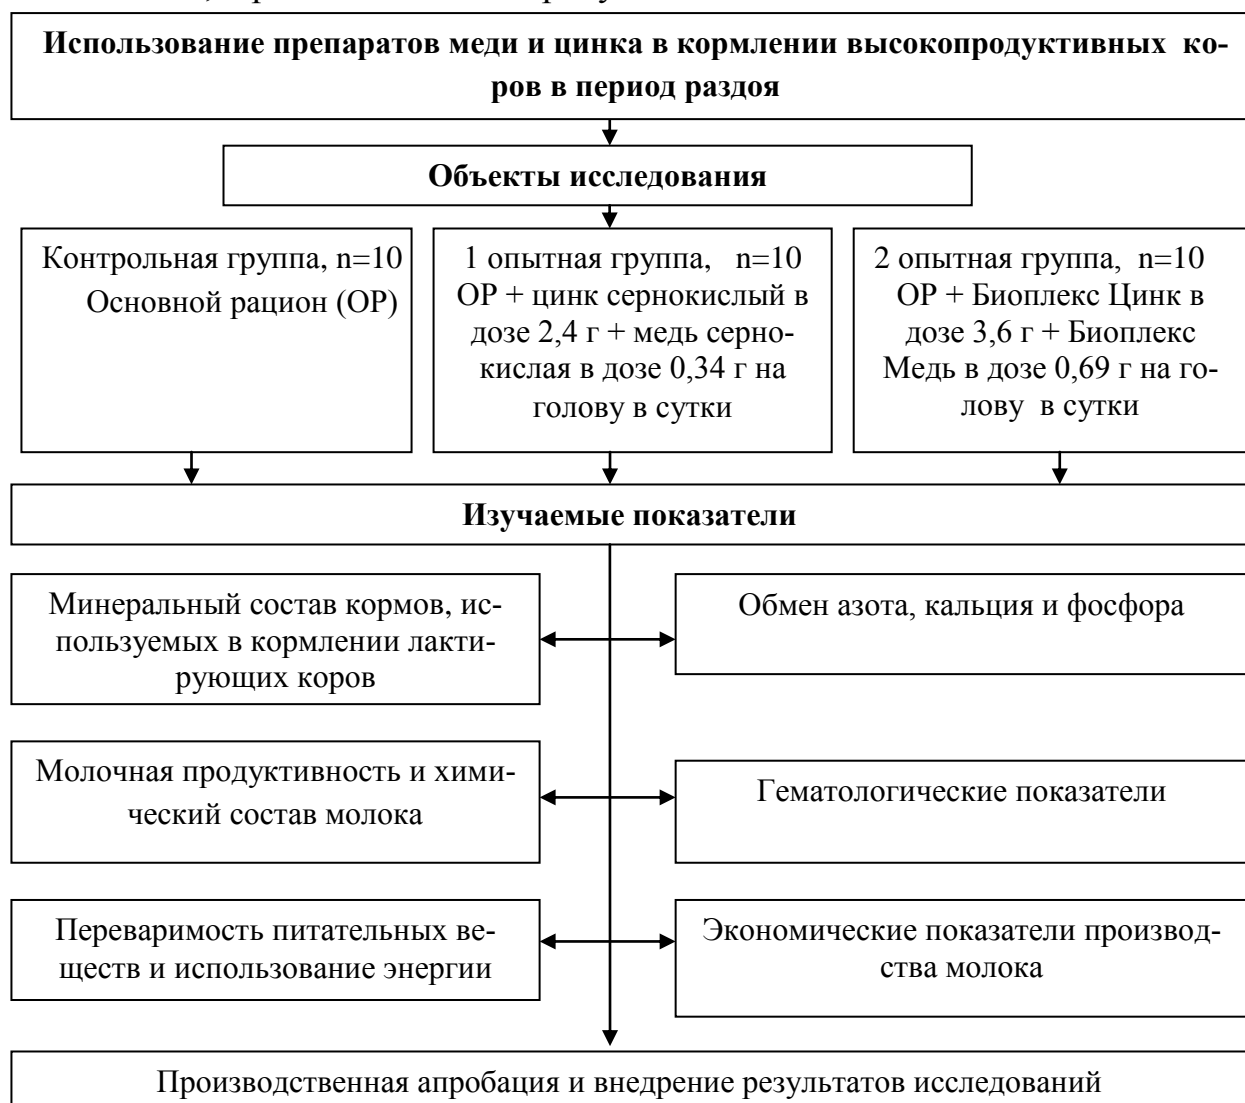 Использование препаратов меди и цинка в кормлении высокопродуктивных ко-
ров в период раздоя
Объекты исследования
Контрольная группа, n=10
Основной рацион (ОР)
1 опытная группа, n=10
ОР + цинк сернокислый в
дозе 2,4 г + медь серно-
кислая в дозе 0,34 г на
голову в сутки
2 опытная группа, n=10
ОР + Биоплекс Цинк в
дозе 3,6 г + Биоплекс
Медь в дозе 0,69 г на го-
лову в сутки
Изучаемые показатели
Минеральный состав кормов, ис-
пользуемых в кормлении лакти-
рующих коров
Обмен азота, кальция и фосфора
Молочная продуктивность и хими-
ческий состав молока
Гематологические показатели
Переваримость питательных ве-
ществ и использование энергии
Экономические показатели производ-
ства молока
Производственная апробация и внедрение результатов исследований